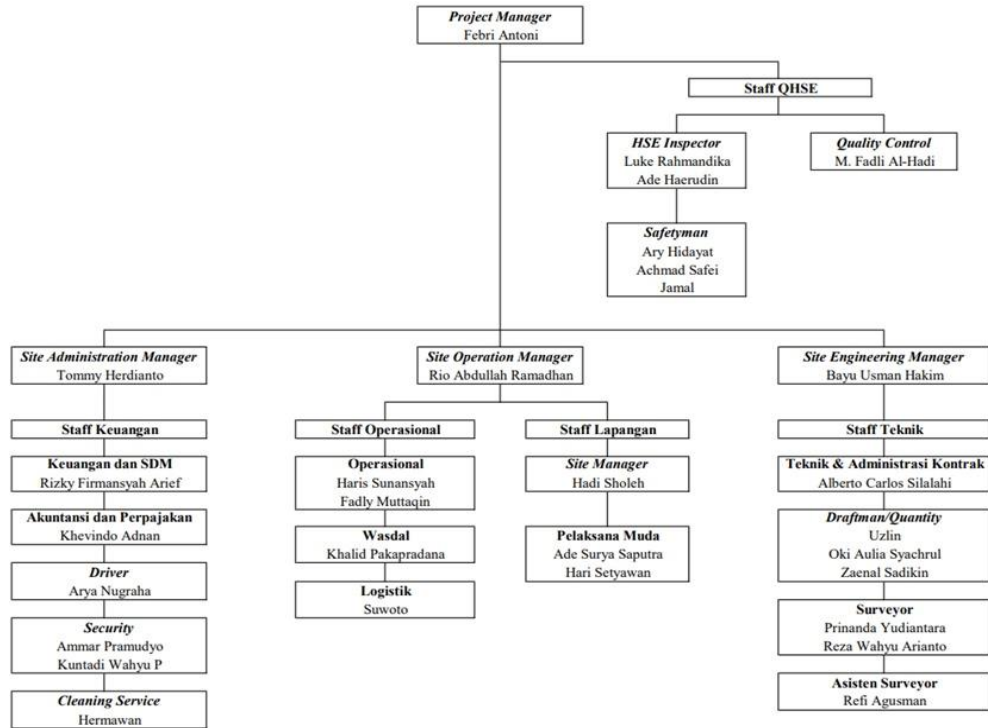 Project Manager
Febri Antoni
Staff QHSE
HSE Inspector
Luke Rahmandika
Ade Haerudin
Quality Control
M. Fadli Al-Hadi
Safetyman
Ary Hidayat
Achmad Safei
Jamal
Site Administration Manager
Tommy Herdianto
Site Operation Manager
Rio Abdullah Ramadhan
Site Engineering Manager
Bayu Usman Hakim
Staff Keuangan
Keuangan dan SDM
Rizky Firmansyah Arief
Akuntansi dan Perpajakan
Khevindo Adnan
Driver
Arya Nugraha
Security
Ammar Pramudyo
Kuntadi Wahyu P
Cleaning Service
Hermawan
Staff Operasional
Operasional
Haris Sunansyah
Fadly Muttaqin
Wasdal
Khalid Pakapradana
Logistik
Suwoto
Staff Lapangan
Site Manager
Hadi Sholeh
Pelaksana Muda
Ade Surya Saputra
Hari Setyawan
Staff Teknik
Teknik & Administrasi Kontrak
Alberto Carlos Silalahi
Draftman/Quantity
Uzlin
Oki Aulia Syachrul
Zaenal Sadikin
Surveyor
Prinanda Yudiantara
Reza Wahyu Arianto
Asisten Surveyor
Refi Agusman